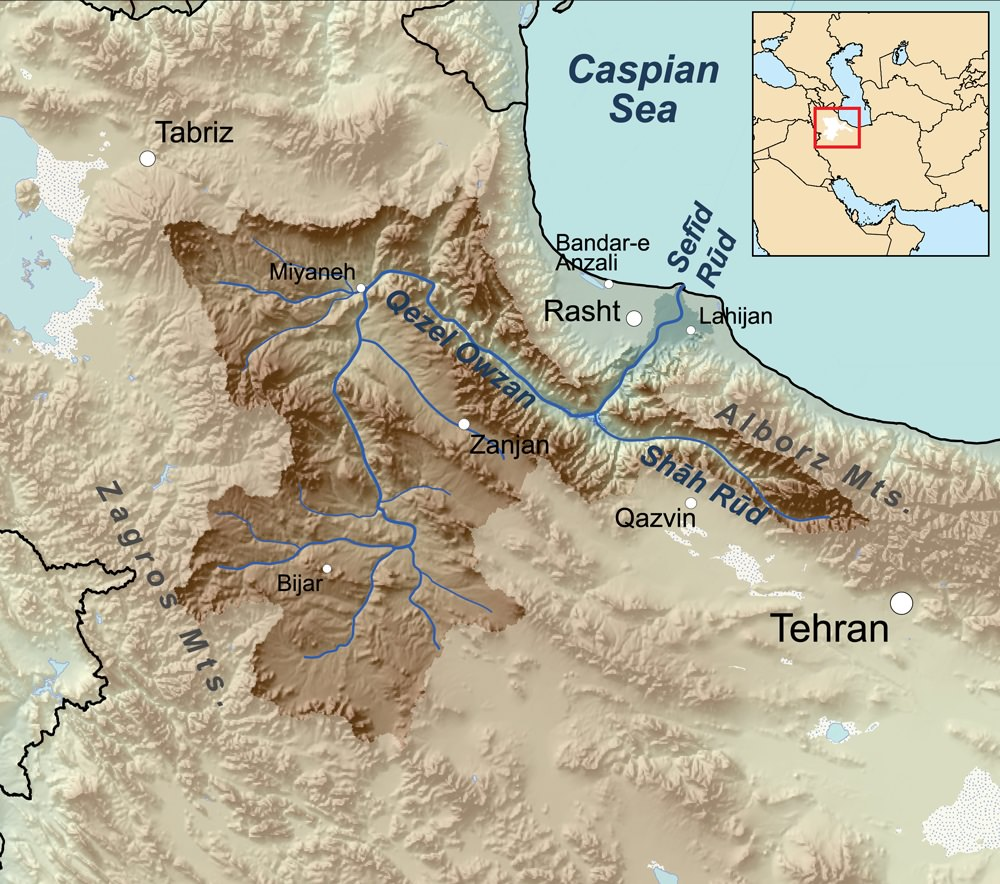 Caspian
Sea
Tabriz
Sefīd
Rūd
Bandar-e
Anzali
Miyaneh
Rasht
Lahijan
Qezel Owzan
Alborz Mts.
Zanjan
Shāh Rūd
Zagros Mts.
Qazvin
Bijar
Tehran